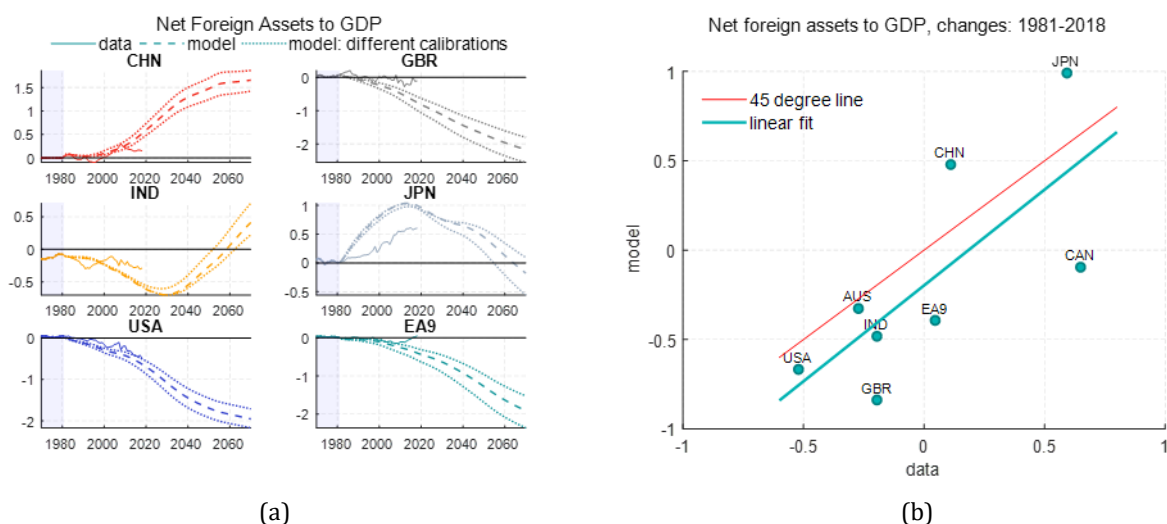 Net Foreign Assets to GDP
data model model: different calibrations
CHN
1.5
1
0.5
0
1980 2000 2020 2040 2060
GBR
0
-1
-2
1980 2000 2020 2040 2060
IND
0.5
0
-0.5
1980 2000 2020 2040 2060
JPN
1
0.5
0
-0.5
1980 2000 2020 2040 2060
USA
0
-1
-2
1980 2000 2020 2040 2060
EA9
0
-1
-2
1980 2000 2020 2040 2060
(a)
Net foreign assets to GDP, changes: 1981-2018
45 degree line
linear fit
JPN
CHN
CAN
AUS
EA9
IND
USA
GBR
model
1
0.5
0
-0.5
-1
-1 -0.5 0 0.5 1
data
(b)